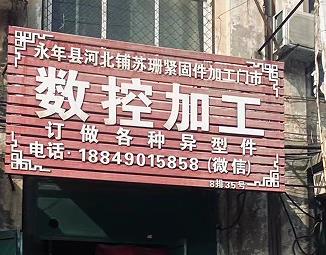 永年县河北铺苏珊紧固件加工门市
数控加工
订做各种异型件
电话·18849015858(微信)
8排35号